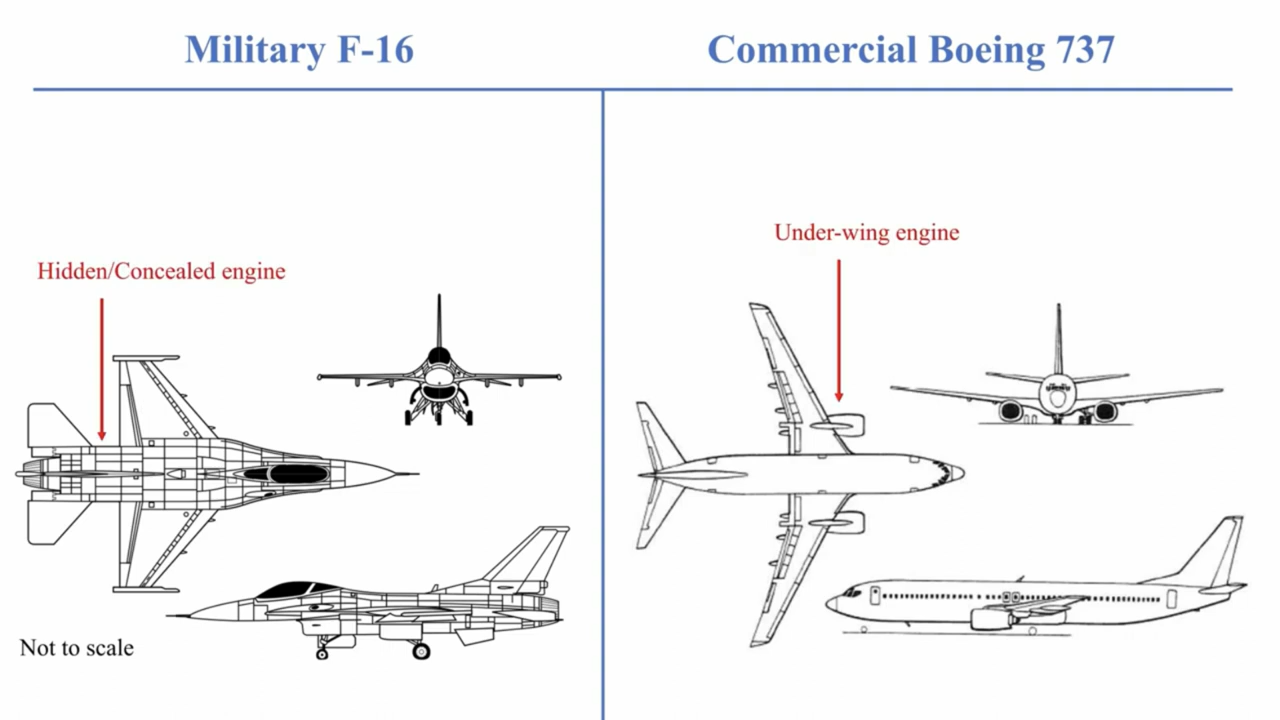 Military F-16
Commercial Boeing 737
Under-wing engine
Hidden/Concealed engine
Not to scale